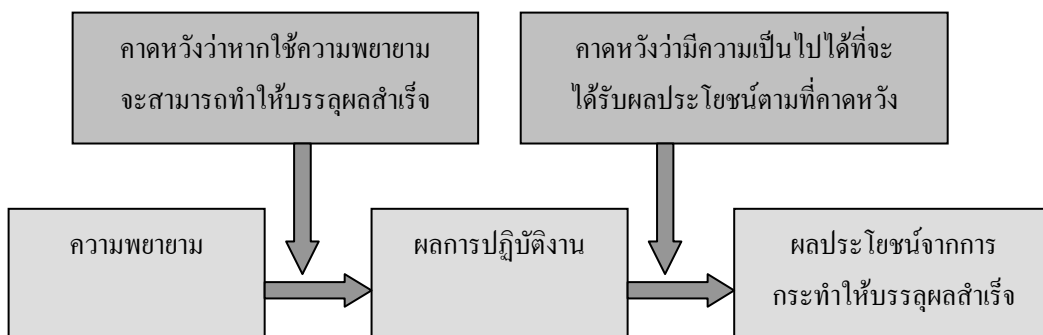 คาดหวังว่าหากใช้ความพยายาม
จะสามารถทำให้บรรลุผลสำเร็จ
คาดหวังว่ามีความเป็นไปได้ที่จะ
ได้รับผลประโยชน์ตามที่คาดหวัง
ความพยายาม
ผลการปฏิบัติงาน
ผลประโยชน์จากการ
กระทำให้บรรลุผลสำเร็จ